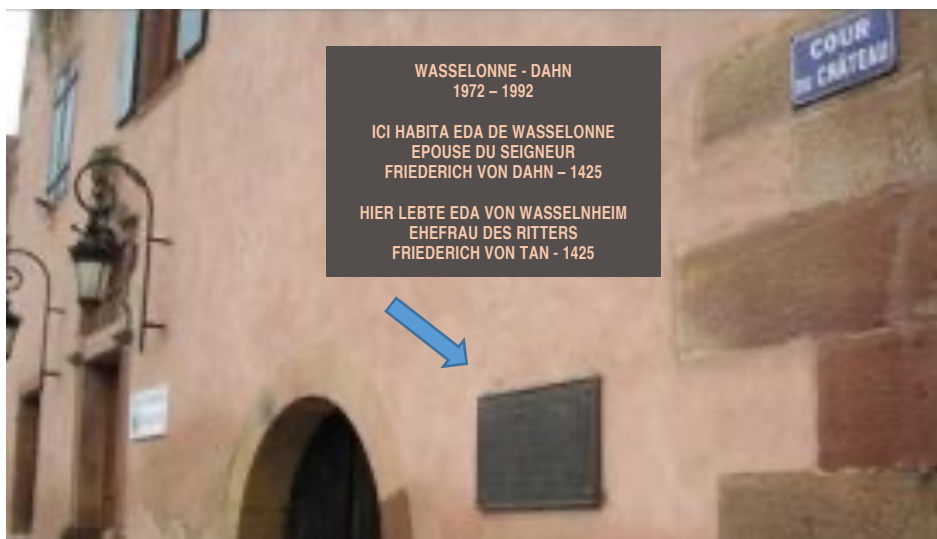 WASSELONNE - DAHN
1972 – 1992
ICI HABITA EDA DE WASSELONNE
EPOUSE DU SEIGNEUR
FRIEDERICH VON DAHN – 1425
HIER LEBTE EDA VON WASSELNHEIM
EHEFRAU DES RITTERS
FRIEDERICH VON TAN - 1425
COUR
DU CHÂTEAU